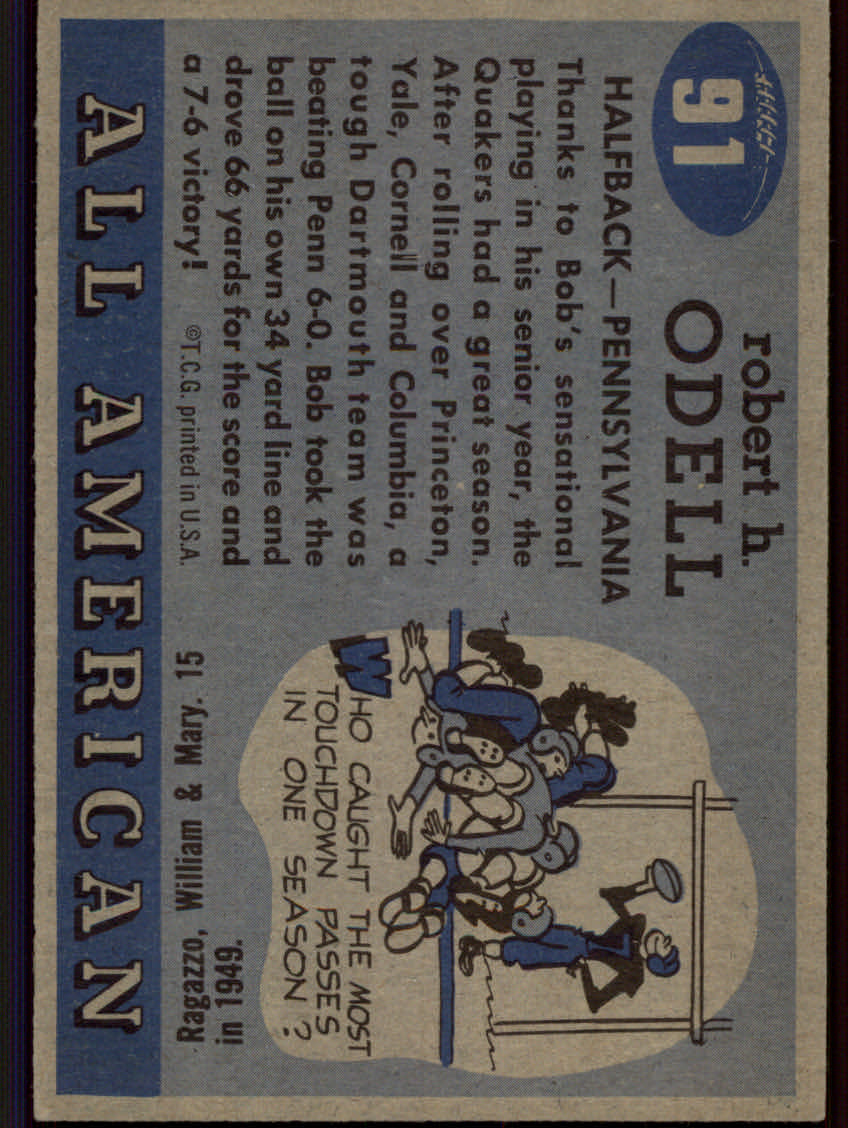 91
robert h.
ODELL
HALFBACK—PENNSYLVANIA
Thanks to Bob's sensational
playing in his senior year, the
Quakers had a great season.
After rolling over Princeton,
Yale, Cornell and Columbia, a
tough Dartmouth team was
beating Penn 6-0. Bob took the
ball on his own 34 yard line and
drove 66 yards for the score and
a 7-6 victory!
©T.C.G. printed in U.S.A.
WHO CAUGHT THE MOST
TOUCHDOWN PASSES
IN ONE SEASON?
Ragazzo, William & Mary. 15
in 1949.
ALL AMERICAN